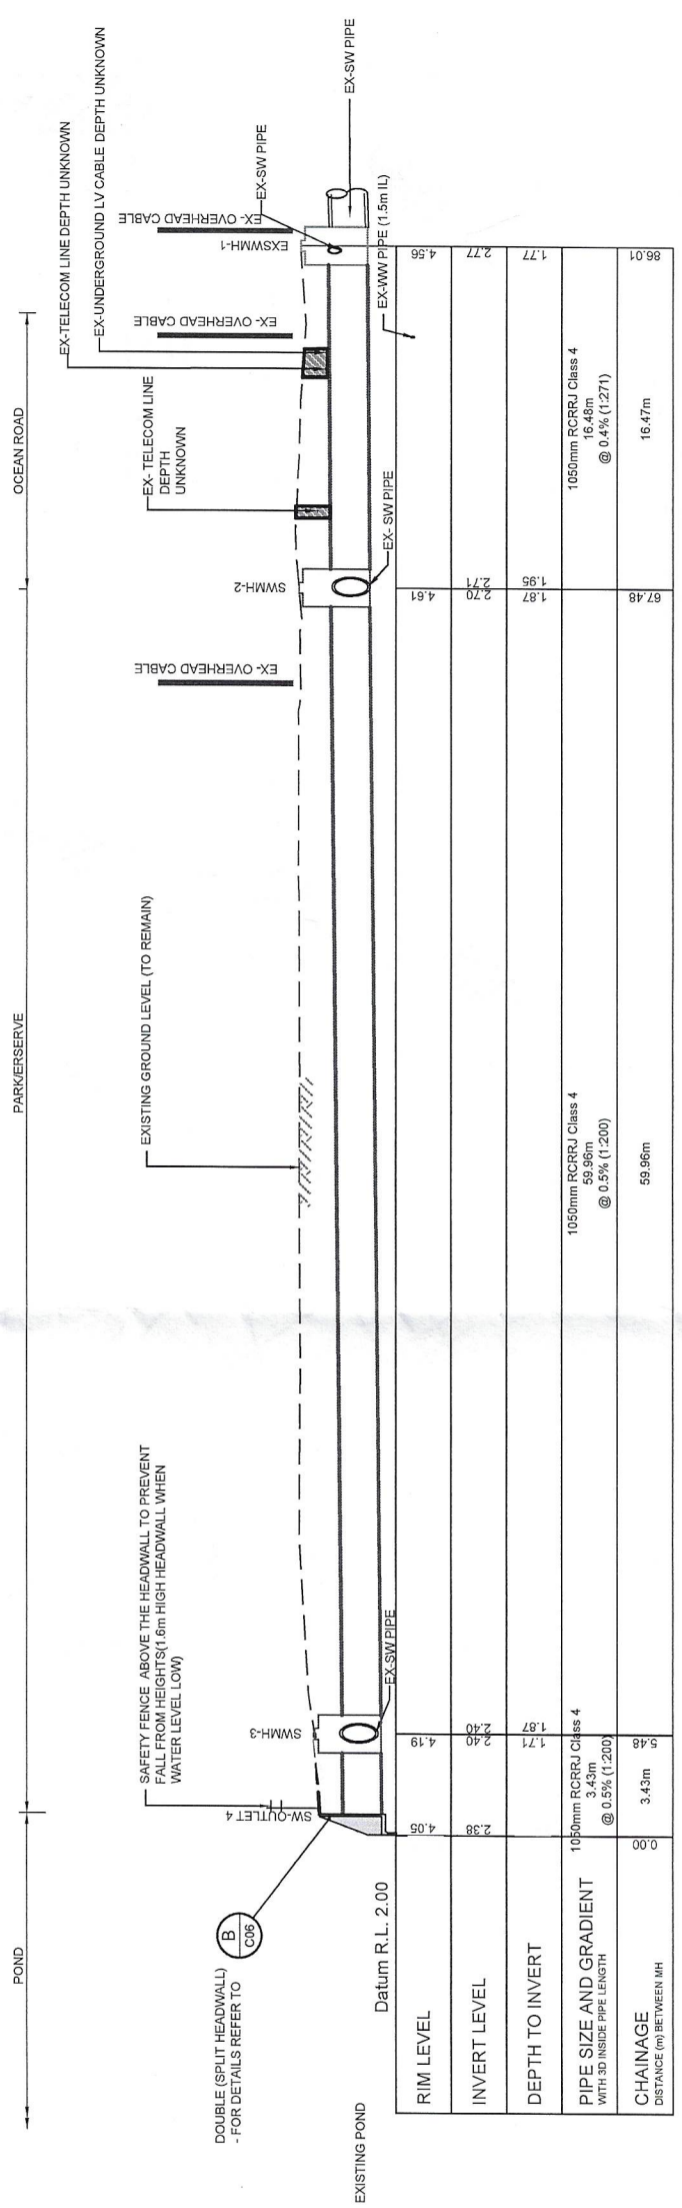 POND
PARK/ERSERVE
OCEAN ROAD
DOUBLE (SPLIT HEADWALL)
- FOR DETAILS REFER TO
B
C06
SAFETY FENCE ABOVE THE HEADWALL TO PREVENT
FALL FROM HEIGHTS(1.6m HIGH HEADWALL WHEN
WATER LEVEL LOW)
EXISTING GROUND LEVEL (TO REMAIN)
EX- TELECOM LINE
DEPTH
UNKNOWN
EX-TELECOM LINE DEPTH UNKNOWN
EX-UNDERGROUND LV CABLE DEPTH UNKNOWN
EX-SW PIPE
EX-SW PIPE
EX- OVERHEAD CABLE
EX- OVERHEAD CABLE
EX- OVERHEAD CABLE
SW-OUTLET 4
SWMH-3
SWMH-2
EXSWMH-1
EX-SW PIPE
EX- SW PIPE
EX-WW PIPE (1.5m IL)
EXISTING POND
Datum R.L. 2.00
RIM LEVEL
4.05
4.19
4.61
4.56
INVERT LEVEL
2.38
2.40
2.40
2.70
2.71
2.77
DEPTH TO INVERT
1.71
1.87
1.87
1.95
1.77
PIPE SIZE AND GRADIENT
WITH 3D INSIDE PIPE LENGTH
1050mm RCRRJ Class 4
3.43m
@ 0.5% (1:200)
1050mm RCRRJ Class 4
59.96m
@ 0.5% (1:200)
1050mm RCRRJ Class 4
16.48m
@ 0.4% (1:271)
CHAINAGE
DISTANCE (m) BETWEEN MH
0.00
3.43m
5.48
59.96m
67.48
16.47m
86.01